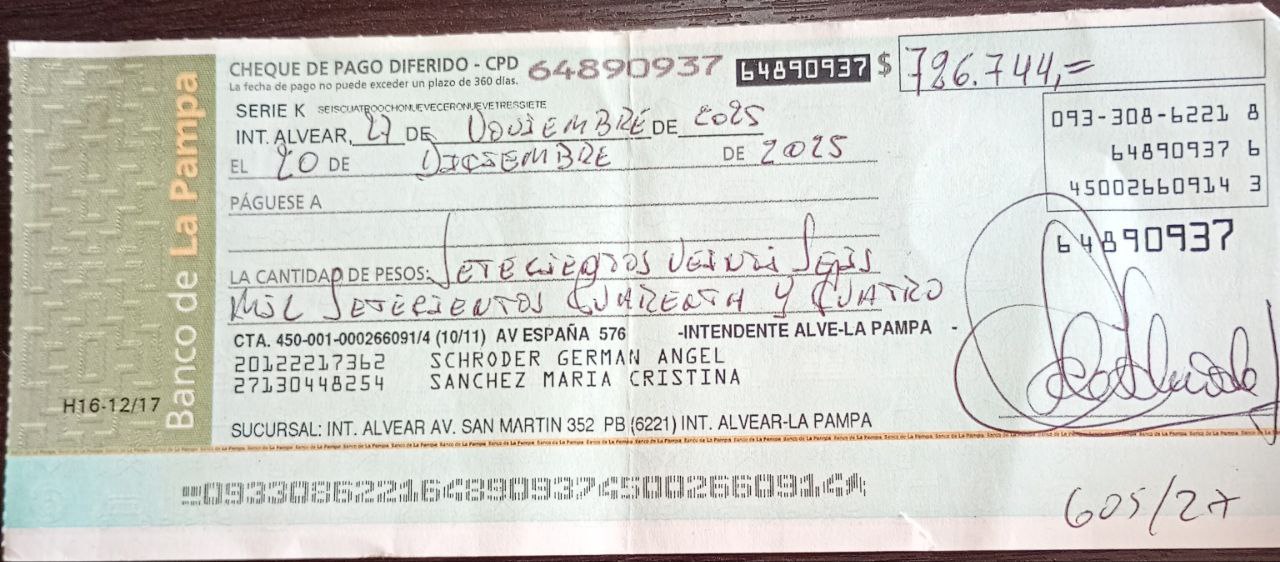 Banco de La Pampa
H16-12/17
CHEQUE DE PAGO DIFERIDO - CPD 64890937 64890937 $ 726.744,=
La fecha de pago no puede exceder un plazo de 360 días.
SERIE K SEISCUATROOCHONUEVECERONUEVETRESSIETE
093-308-6221 8
64890937 6
45002660914 3
64890937
INT. ALVEAR, 27 DE NOVIEMBRE DE 2025
EL 20 DE DICIEMBRE DE 2025
PÁGUESE A
LA CANTIDAD DE PESOS: SETECIENTOS VEINTI SEIS
MIL SETECIENTOS CUARENTA Y CUATRO
CTA. 450-001-000266091/4 (10/11) AV ESPAÑA 576 -INTENDENTE ALVE-LA PAMPA -
20122217362 SCHRODER GERMAN ANGEL
27130448254 SANCHEZ MARIA CRISTINA
SUCURSAL: INT. ALVEAR AV. SAN MARTIN 352 PB (6221) INT. ALVEAR-LA PAMPA
09330862216489093745002660914
605/27